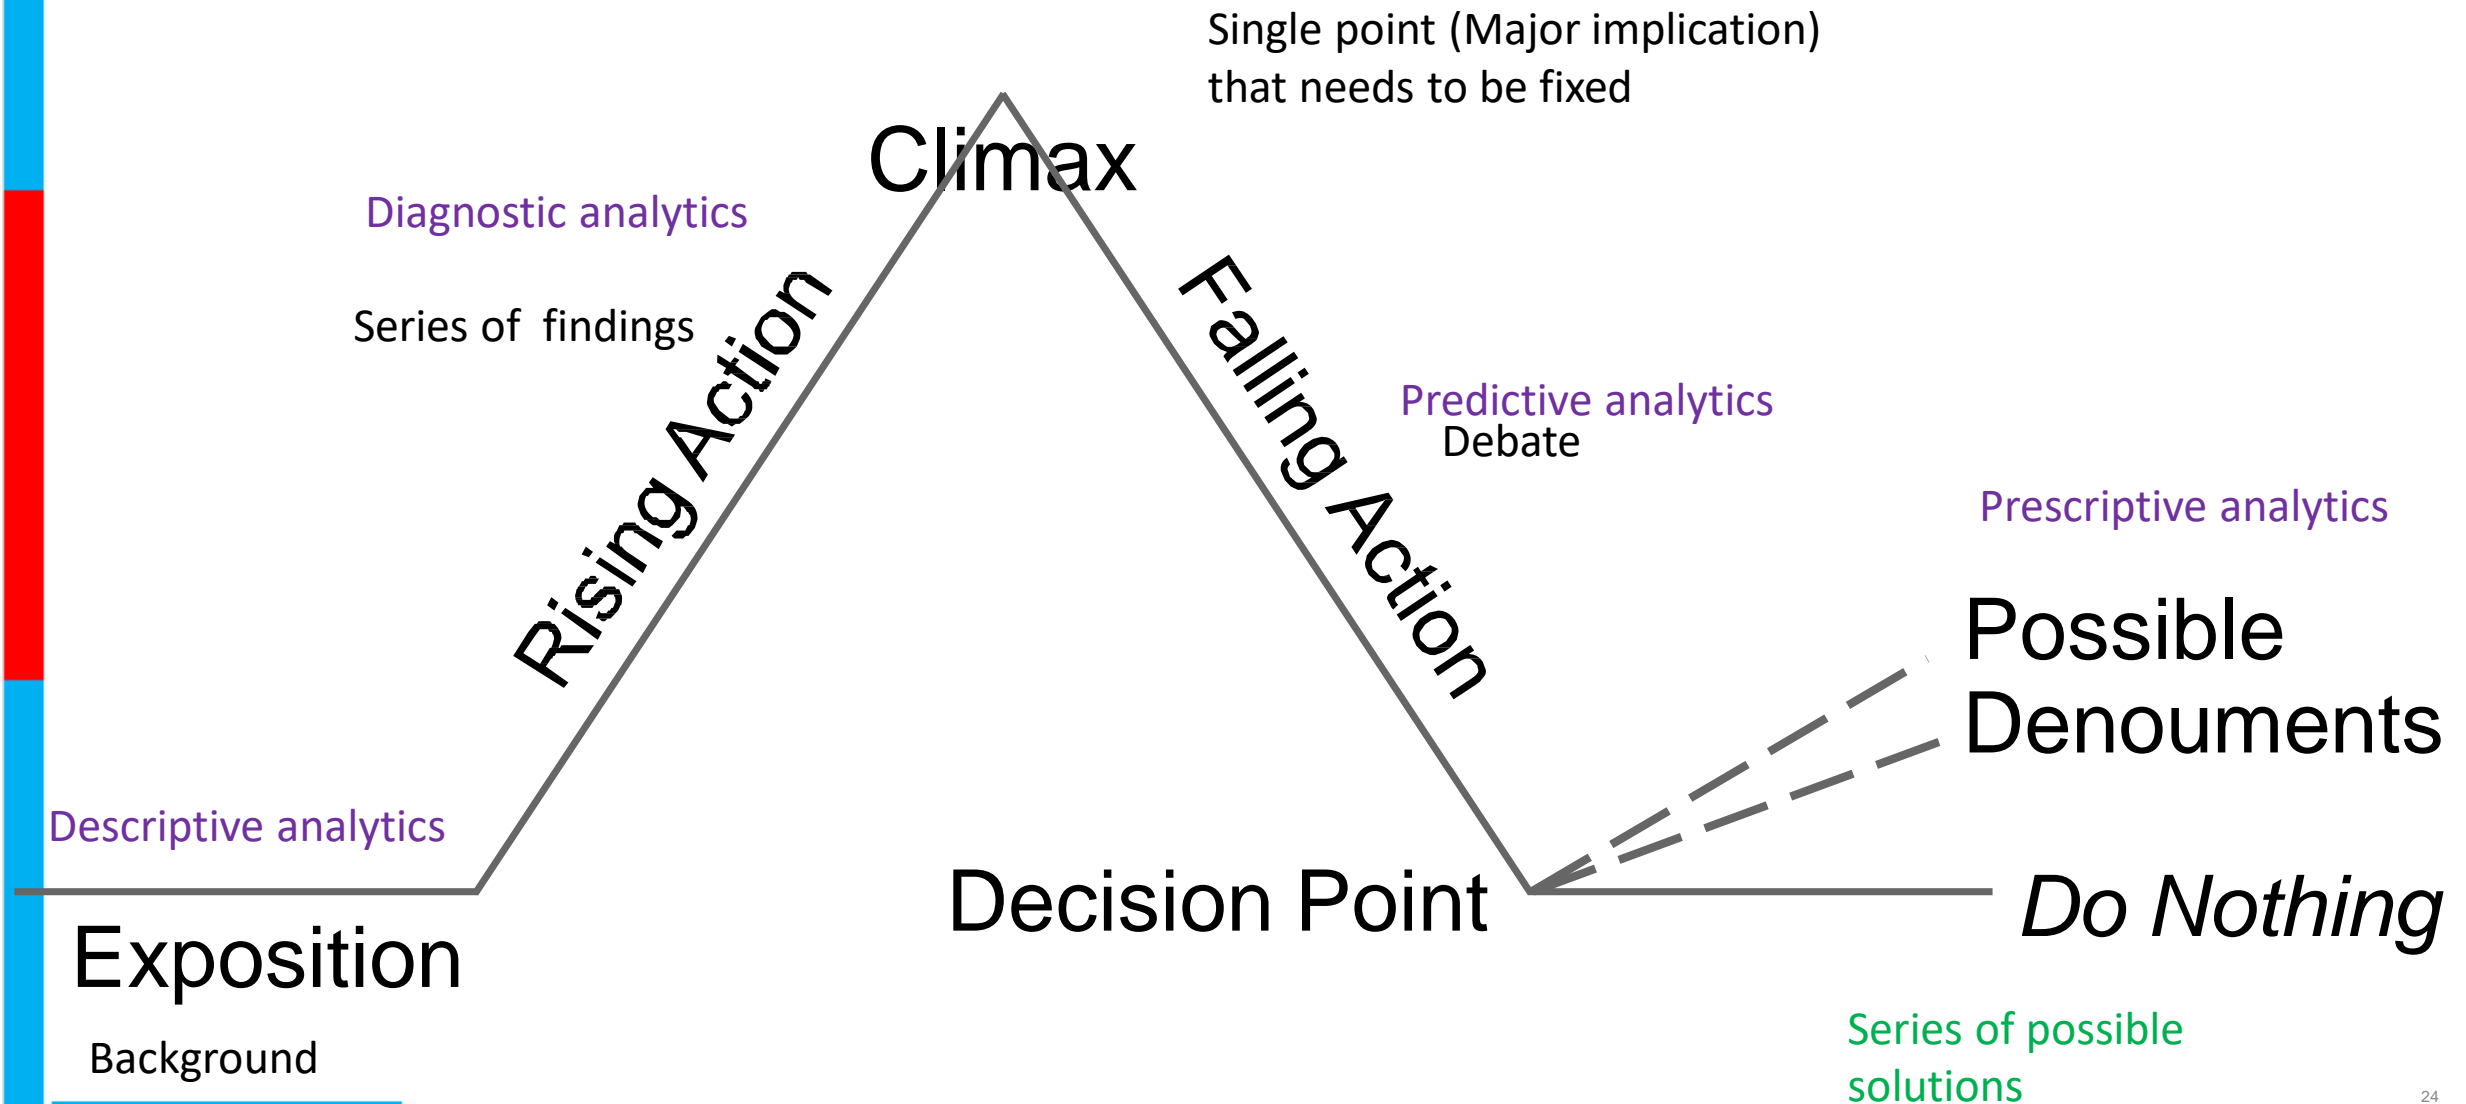 Single point (Major implication)
that needs to be fixed
Climax
Diagnostic analytics
Series of  findings
Rising Action
Falling Action
Predictive analytics
Debate
Prescriptive analytics
Possible
Denouments
Descriptive analytics
Decision Point
Do Nothing
Exposition
Background
Series of possible
solutions
24